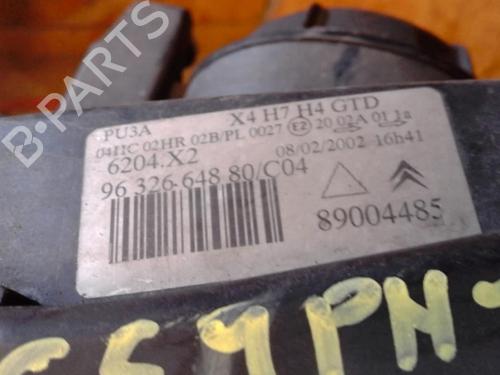 B-PARTS
PU3A X4 H7 H4 GTD
04HC 02HR 02B/PL 0027 E2 20 02A 01 1a
6204.X2 08/02/2002 16h41
96 326 648 80/C04
89004485